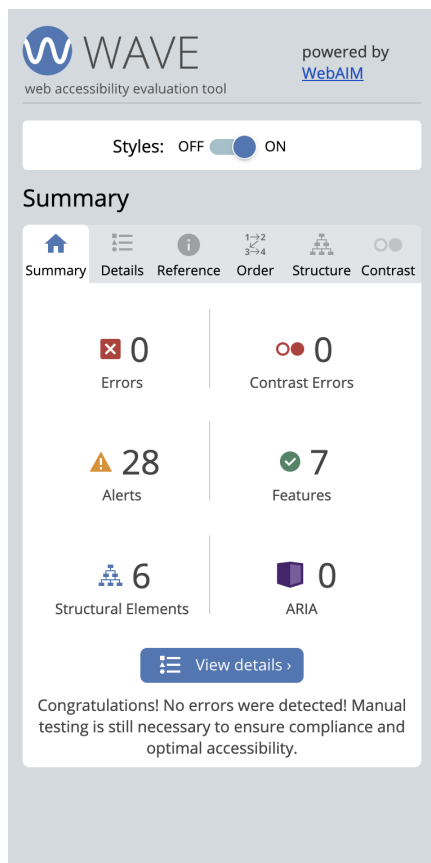 WAVE
web accessibility evaluation tool
powered by
WebAIM
Styles: OFF ON
Summary
1→2
3→4
Summary Details Reference Order Structure Contrast
0 0
Errors Contrast Errors
28 7
Alerts Features
6 0
Structural Elements ARIA
View details ›
Congratulations! No errors were detected! Manual
testing is still necessary to ensure compliance and
optimal accessibility.